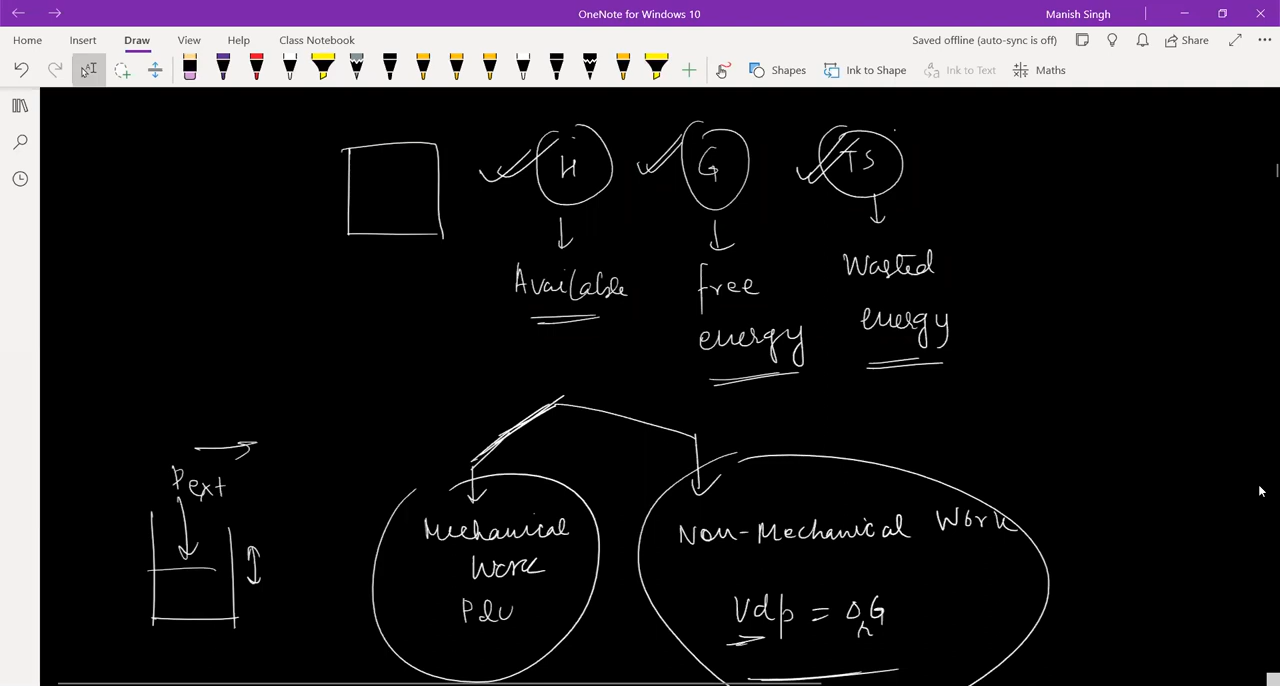 OneNote for Windows 10
Manish Singh
Home Insert Draw View Help Class Notebook
Saved offline (auto-sync is off) Share
Shapes Ink to Shape Ink to Text Maths
H G TS
Available free Wasted
energy energy
Pext
Mechanical Non-Mechanical Work
Work
Pdv Vdp = ΔrG